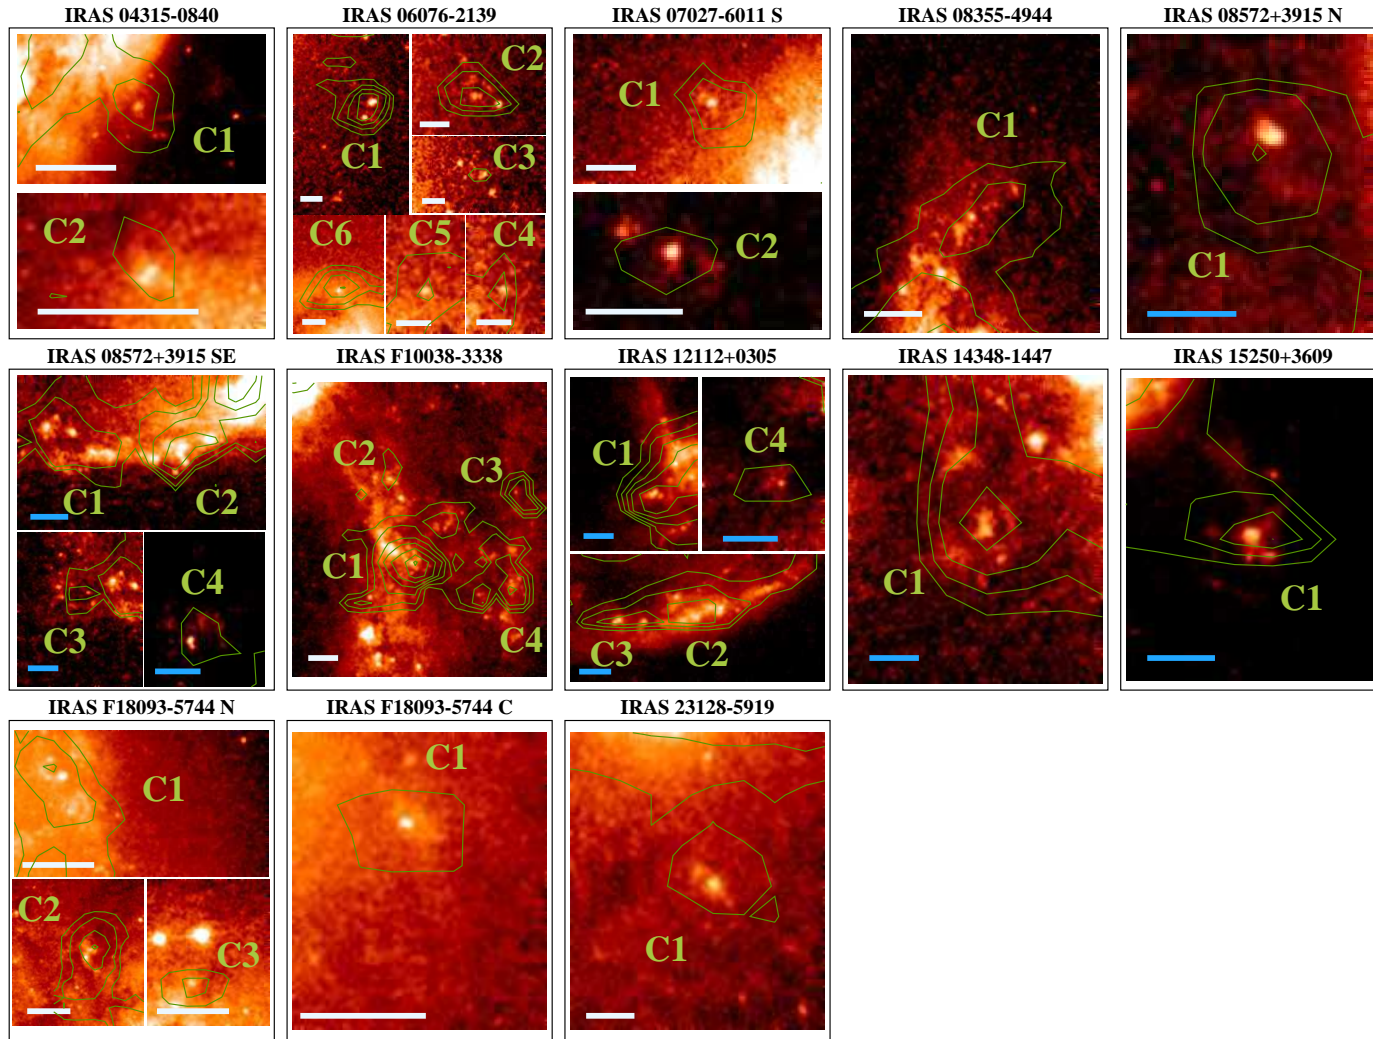 IRAS 04315-0840
IRAS 06076-2139
IRAS 07027-6011 S
IRAS 08355-4944
IRAS 08572+3915 N
C1
C2
C1
C2
C3
C6
C5
C4
C1
C2
C1
C1
IRAS 08572+3915 SE
IRAS F10038-3338
IRAS 12112+0305
IRAS 14348-1447
IRAS 15250+3609
C1
C2
C3
C4
C2
C3
C1
C4
C1
C4
C3
C2
C1
C1
IRAS F18093-5744 N
IRAS F18093-5744 C
IRAS 23128-5919
C1
C2
C3
C1
C1